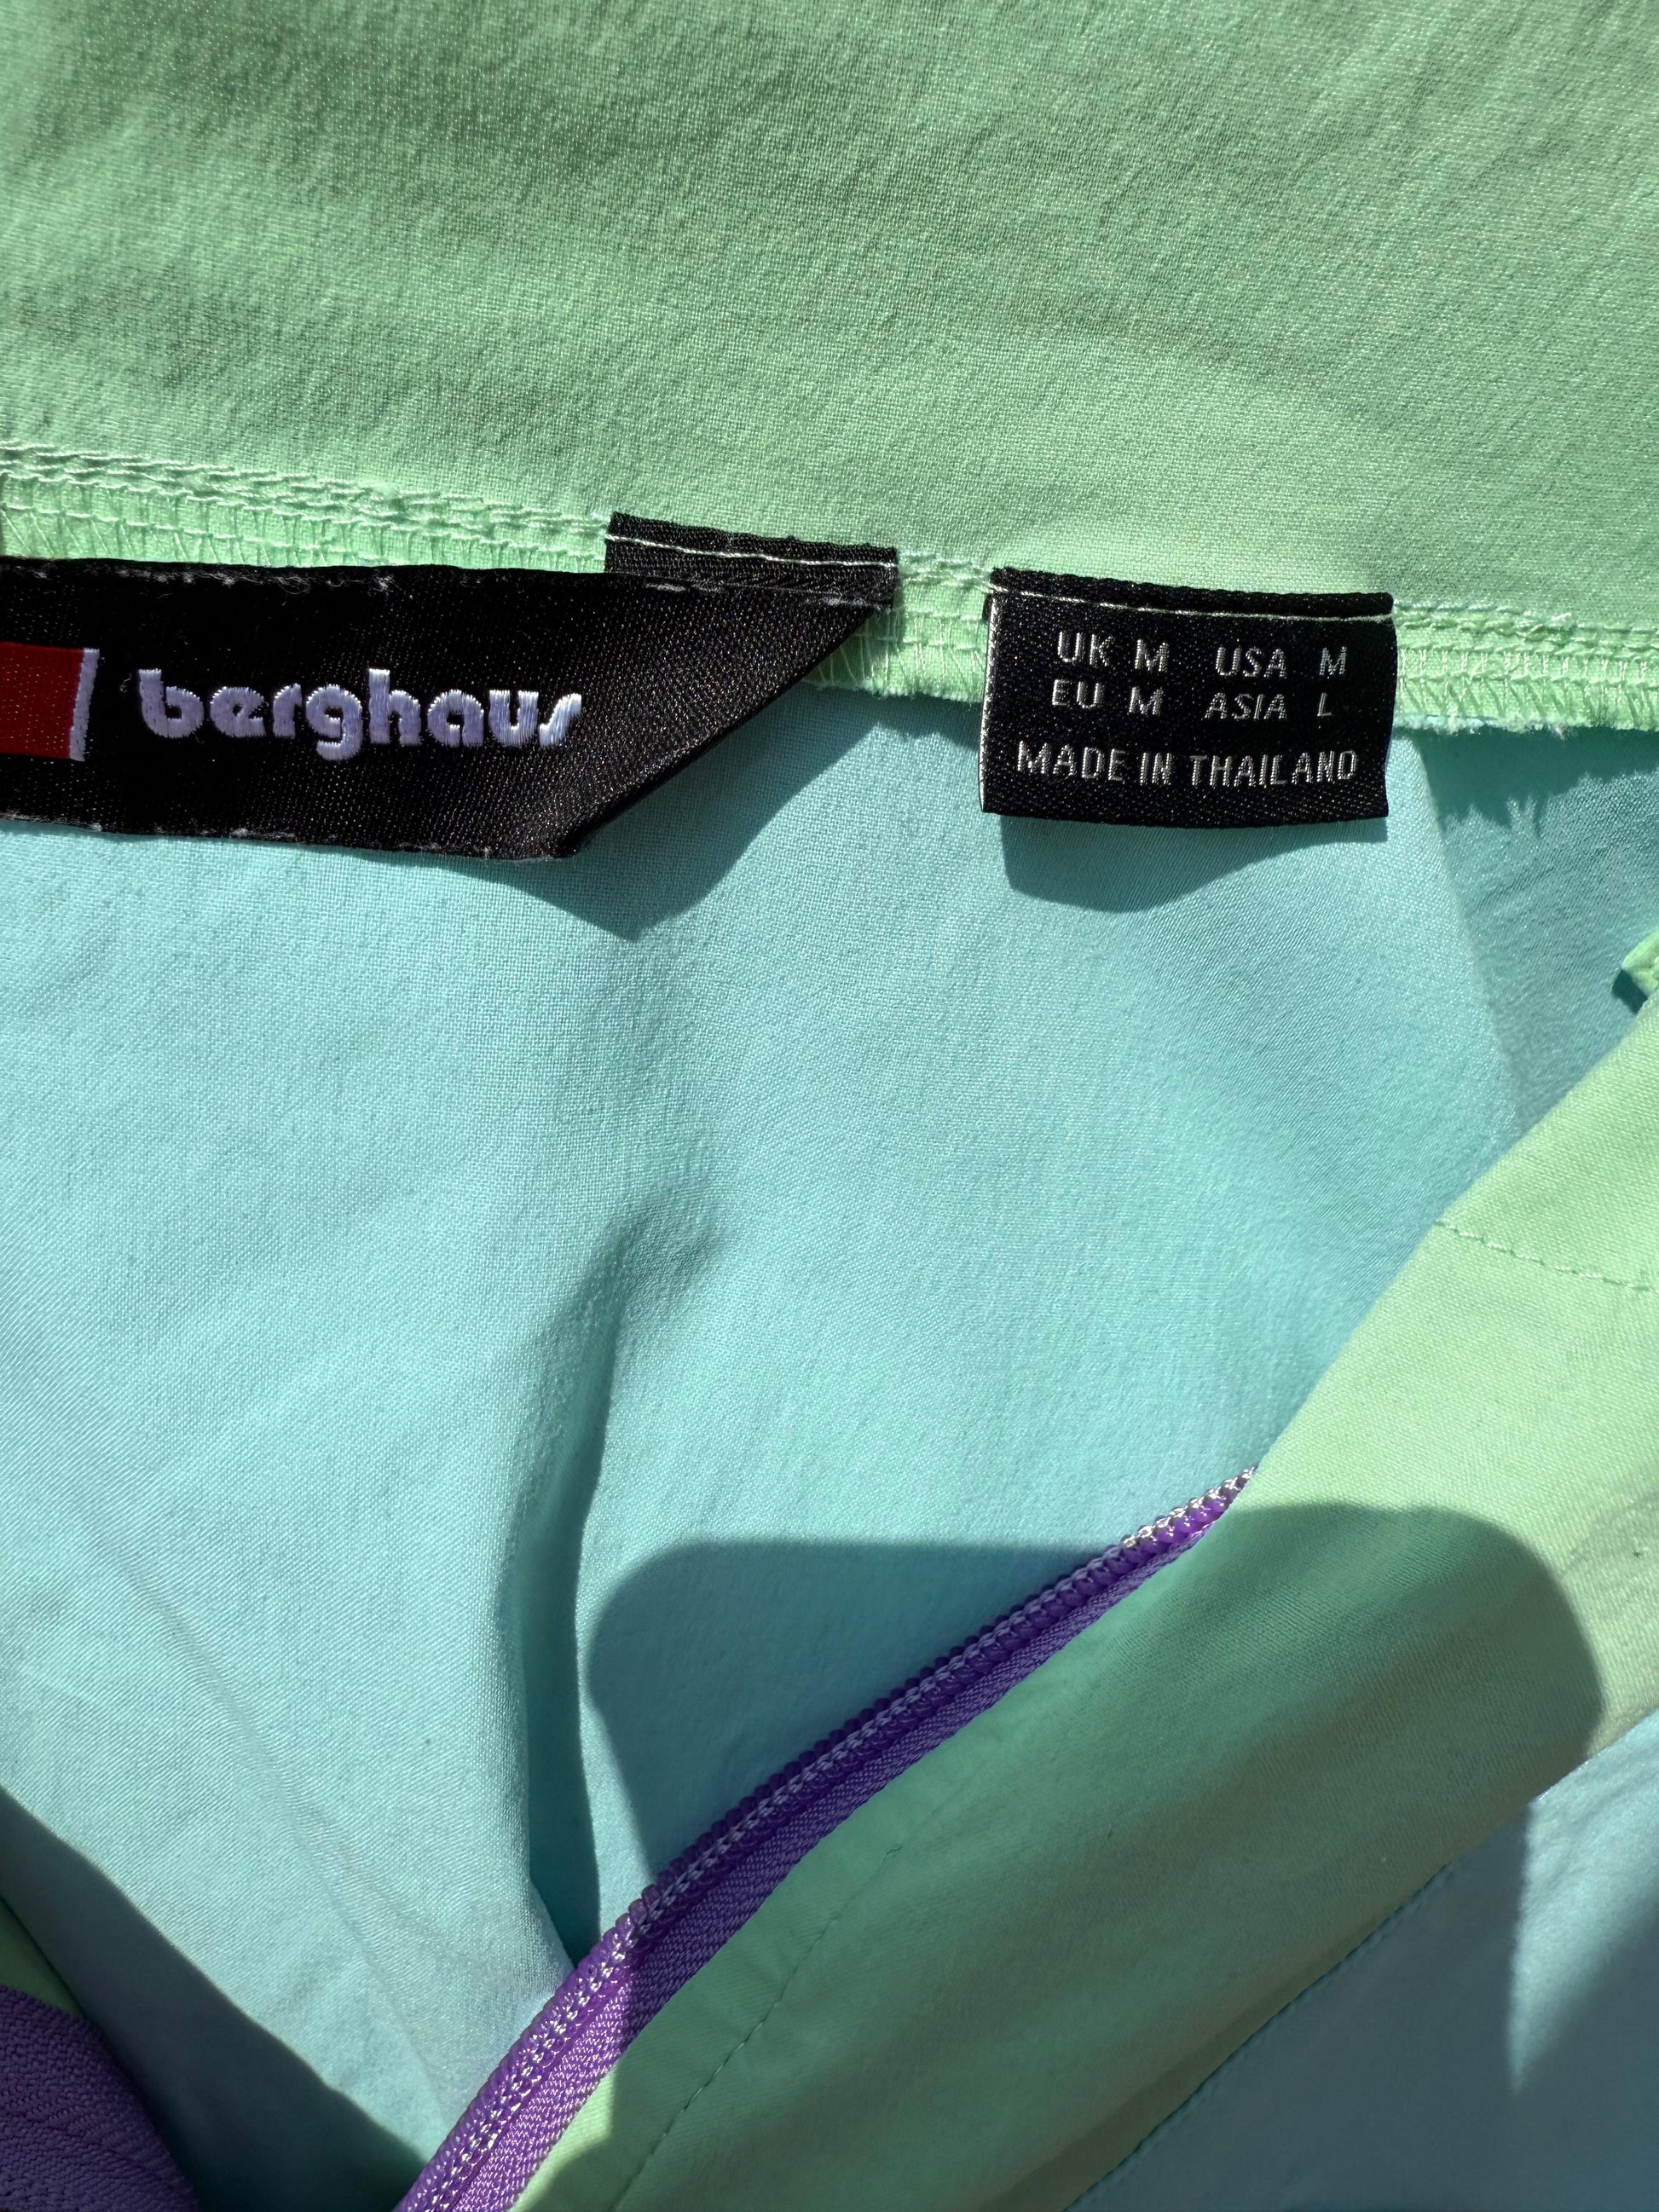 berghaus
UK M USA M
EU M ASIA L
MADE IN THAILAND